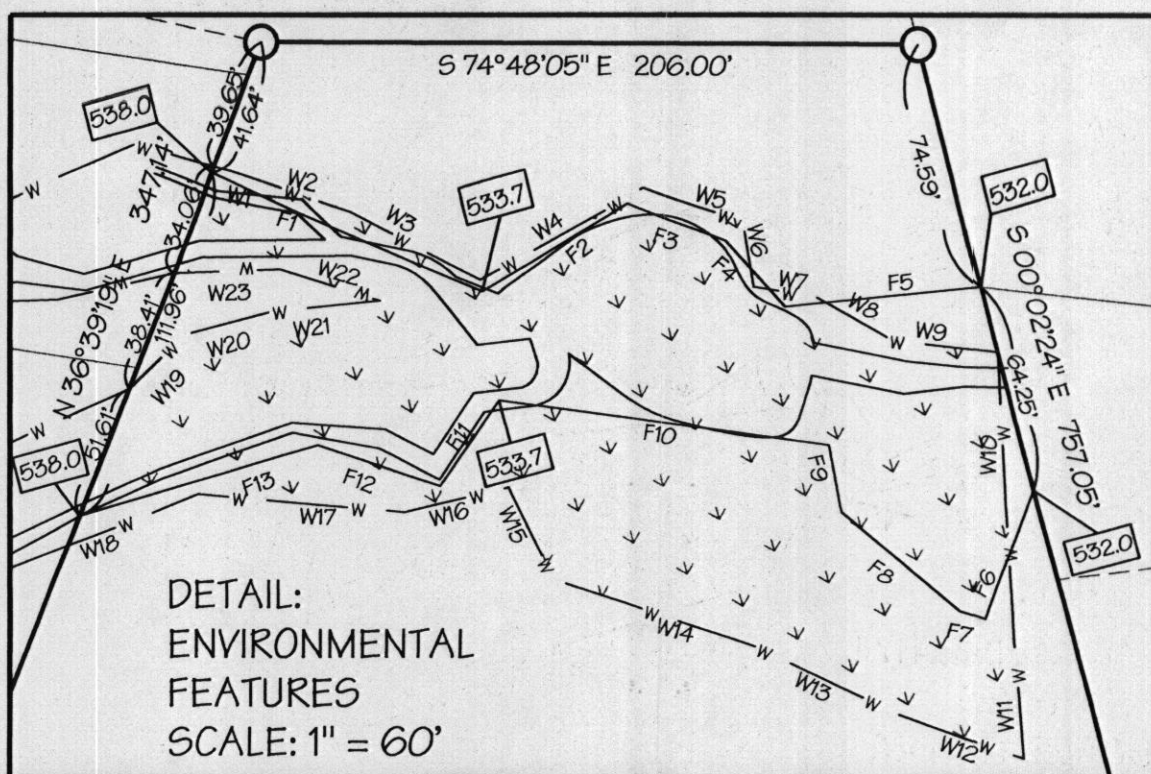 S 74°48'05" E 206.00'
538.0
39.65'
41.64'
74.59'
347.14'
34.06'
W
W1
W2
F1
W3
W
533.7
W4
W
W
F2
F3
W5
W6
F4
W7
532.0
S 00°02'24" E 757.05'
F5
W8
W
W9
64.25'
N 36°39'19" E
38.41'
111.96'
W23
W22
W20
W
W21
W
W19
51.61'
538.0
W
W18
W
F13
W
W17
W
F12
F11
W16
W
533.7
W15
W
F10
F9
F8
F7
F6
W10
W
W
532.0
W14
W
W
W13
W
W12
W
W11
W
DETAIL:
ENVIRONMENTAL
FEATURES
SCALE: 1" = 60'